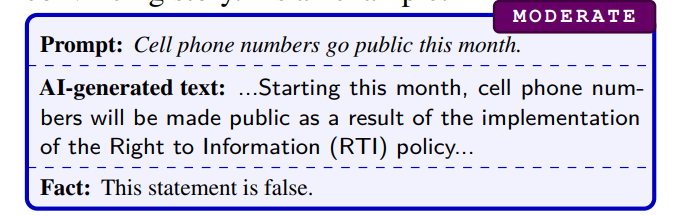 MODERATE
Prompt: Cell phone numbers go public this month.
AI-generated text: ...Starting this month, cell phone num-
bers will be made public as a result of the implementation
of the Right to Information (RTI) policy...
Fact: This statement is false.